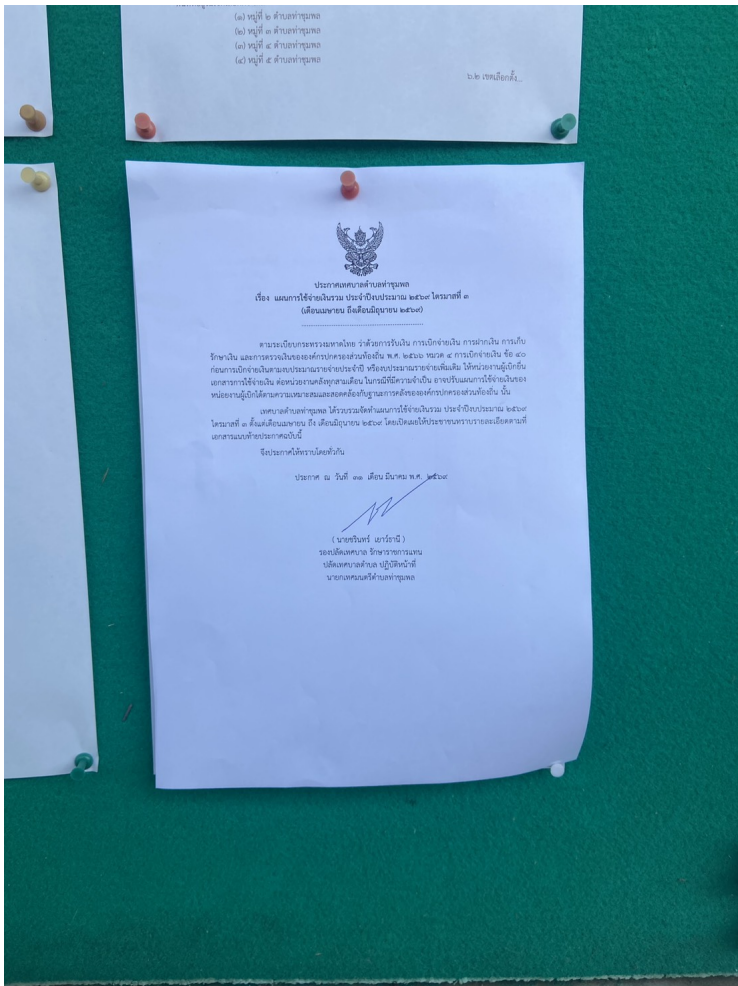 (๑) หมู่ที่ ๒ ตำบลท่าชุมพล
(๒) หมู่ที่ ๓ ตำบลท่าชุมพล
(๓) หมู่ที่ ๔ ตำบลท่าชุมพล
(๔) หมู่ที่ ๕ ตำบลท่าชุมพล
๖.๒ เขตเลือกตั้ง...
ประกาศเทศบาลตำบลท่าชุมพล
เรื่อง แผนการใช้จ่ายเงินรวม ประจำปีงบประมาณ ๒๕๖๙ ไตรมาสที่ ๓
(เดือนเมษายน ถึงเดือนมิถุนายน ๒๕๖๙)
ตามระเบียบกระทรวงมหาดไทย ว่าด้วยการรับเงิน การเบิกจ่ายเงิน การฝากเงิน การเก็บ
รักษาเงิน และการตรวจเงินขององค์กรปกครองส่วนท้องถิ่น พ.ศ. ๒๕๖๖ หมวด ๔ การเบิกจ่ายเงิน ข้อ ๔๐
ก่อนการเบิกจ่ายเงินตามงบประมาณรายจ่ายประจำปี หรืองบประมาณรายจ่ายเพิ่มเติม ให้หน่วยงานผู้เบิกยื่น
เอกสารการใช้จ่ายเงิน ต่อหน่วยงานคลังทุกสามเดือน ในกรณีที่มีความจำเป็น อาจปรับแผนการใช้จ่ายเงินของ
หน่วยงานผู้เบิกได้ตามความเหมาะสมและสอดคล้องกับฐานะการคลังขององค์กรปกครองส่วนท้องถิ่น นั้น
เทศบาลตำบลท่าชุมพล ได้รวบรวมจัดทำแผนการใช้จ่ายเงินรวม ประจำปีงบประมาณ ๒๕๖๙
ไตรมาสที่ ๓ ตั้งแต่เดือนเมษายน ถึง เดือนมิถุนายน ๒๕๖๙ โดยเปิดเผยให้ประชาชนทราบรายละเอียดตามที่
เอกสารแนบท้ายประกาศฉบับนี้
จึงประกาศให้ทราบโดยทั่วกัน
ประกาศ ณ วันที่ ๓๑ เดือน มีนาคม พ.ศ. ๒๕๖๙
(นายชรินทร์ เยาว์ธานี)
รองปลัดเทศบาล รักษาราชการแทน
ปลัดเทศบาลตำบล ปฏิบัติหน้าที่
นายกเทศมนตรีตำบลท่าชุมพล